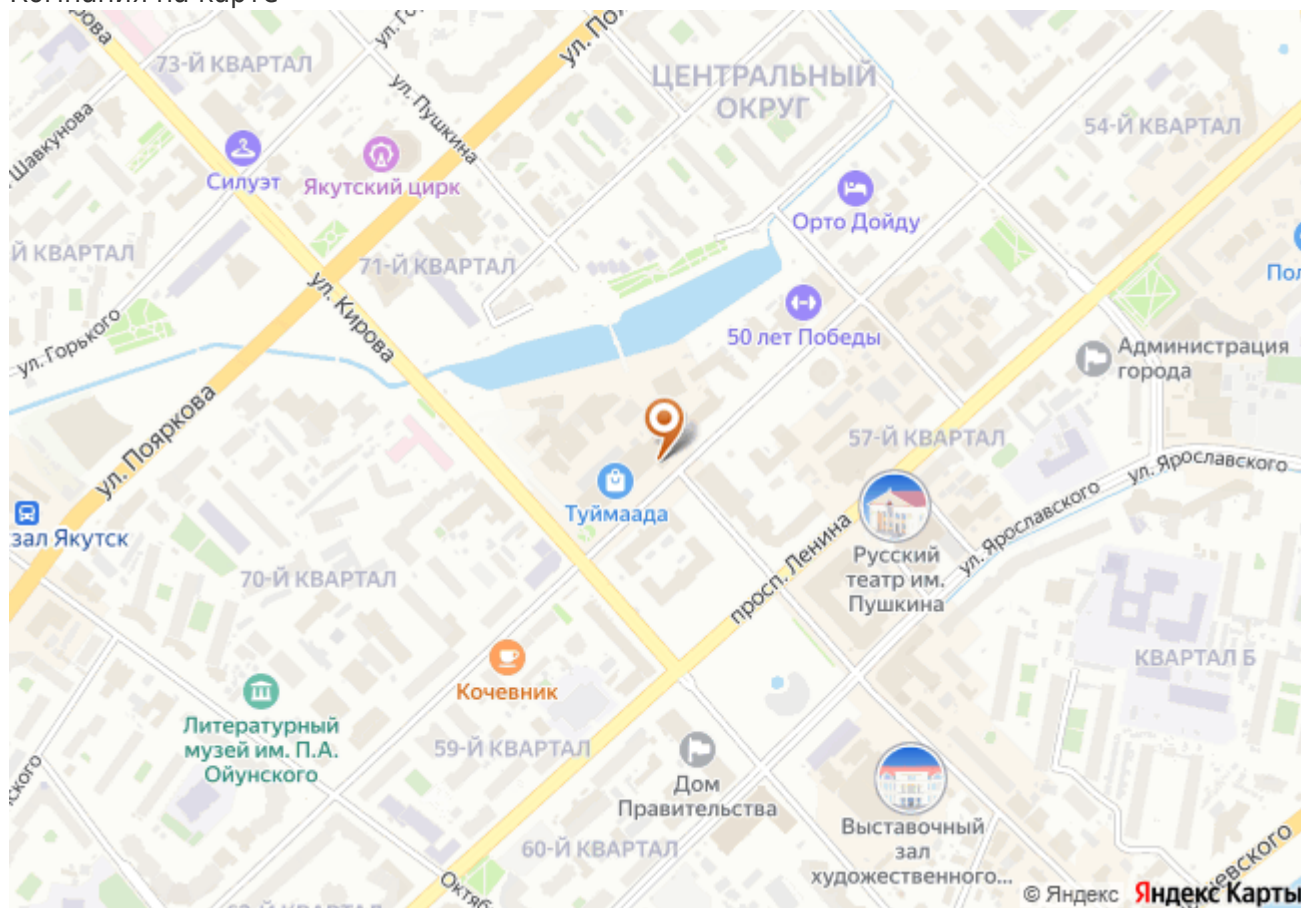 Компания на карте
73-Й КВАРТАЛ
ул. Пушкина
ЦЕНТРАЛЬНЫЙ
ОКРУГ
54-Й КВАРТАЛ
Шавкунова
Силуэт
Якутский цирк
Орто Дойду
71-Й КВАРТАЛ
Й КВАРТАЛ
ул. Кирова
50 лет Победы
ул. Горького
Администрация
города
ул. Пояркова
57-Й КВАРТАЛ
ул. Ярославского
Туймаада
зал Якутск
просп. Ленина
ул. Ярославского
Русский
театр им.
Пушкина
70-Й КВАРТАЛ
Кочевник
КВАРТАЛ Б
Литературный
музей им. П.А.
Ойунского
59-Й КВАРТАЛ
Дом
Правительства
Выставочный
зал
художественного...
60-Й КВАРТАЛ
© Яндекс Яндекс Карты